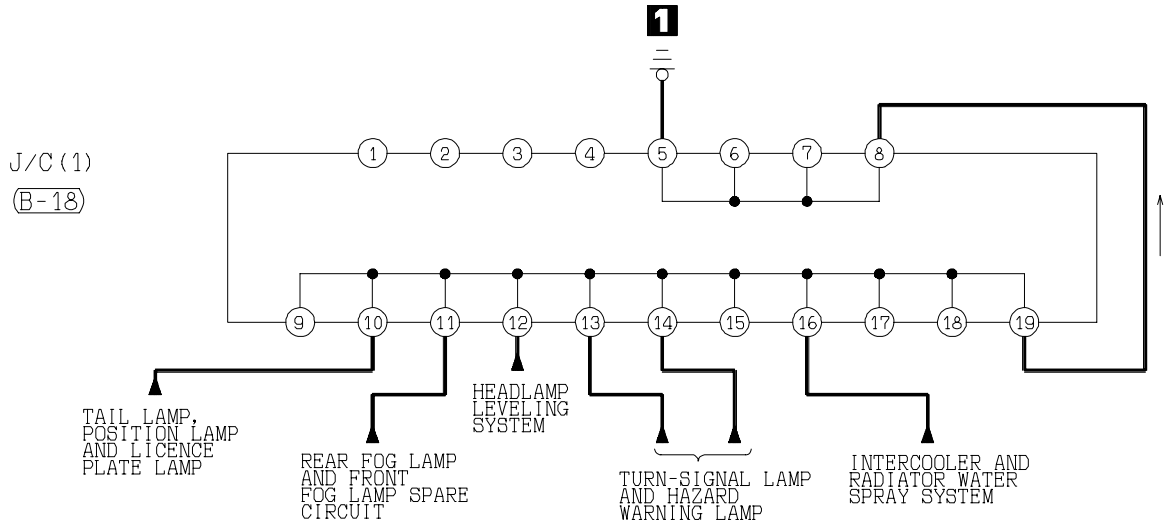 1
J/C(1)
B-18
1 2 3 4 5 6 7 8
9 10 11 12 13 14 15 16 17 18 19
TAIL LAMP,
POSITION LAMP
AND LICENCE
PLATE LAMP
REAR FOG LAMP
AND FRONT
FOG LAMP SPARE
CIRCUIT
HEADLAMP
LEVELING
SYSTEM
TURN-SIGNAL LAMP
AND HAZARD
WARNING LAMP
INTERCOOLER AND
RADIATOR WATER
SPRAY SYSTEM